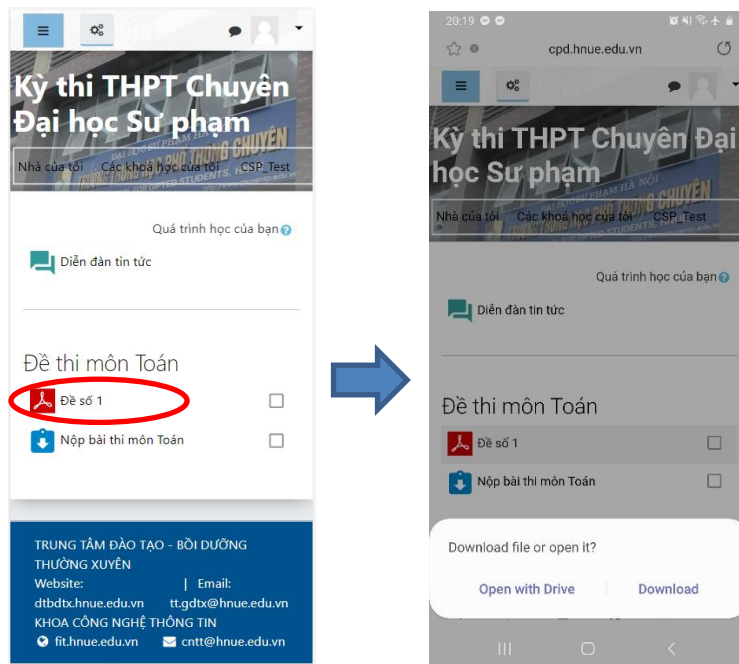 Kỳ thi THPT Chuyên
Đại học Sư phạm
Nhà của tôi Các khoá học của tôi CSP_Test
Quá trình học của bạn
Diễn đàn tin tức
Đề thi môn Toán
Đề số 1
Nộp bài thi môn Toán
TRUNG TÂM ĐÀO TẠO - BỒI DƯỠNG
THƯỜNG XUYÊN
Website: | Email:
dtbdtx.hnue.edu.vn tt.gdtx@hnue.edu.vn
KHOA CÔNG NGHỆ THÔNG TIN
fit.hnue.edu.vn cntt@hnue.edu.vn
20:19
cpd.hnue.edu.vn
Kỳ thi THPT Chuyên Đại
học Sư phạm
Nhà của tôi Các khoá học của tôi CSP_Test
Quá trình học của bạn
Diễn đàn tin tức
Đề thi môn Toán
Đề số 1
Nộp bài thi môn Toán
Download file or open it?
Open with Drive Download